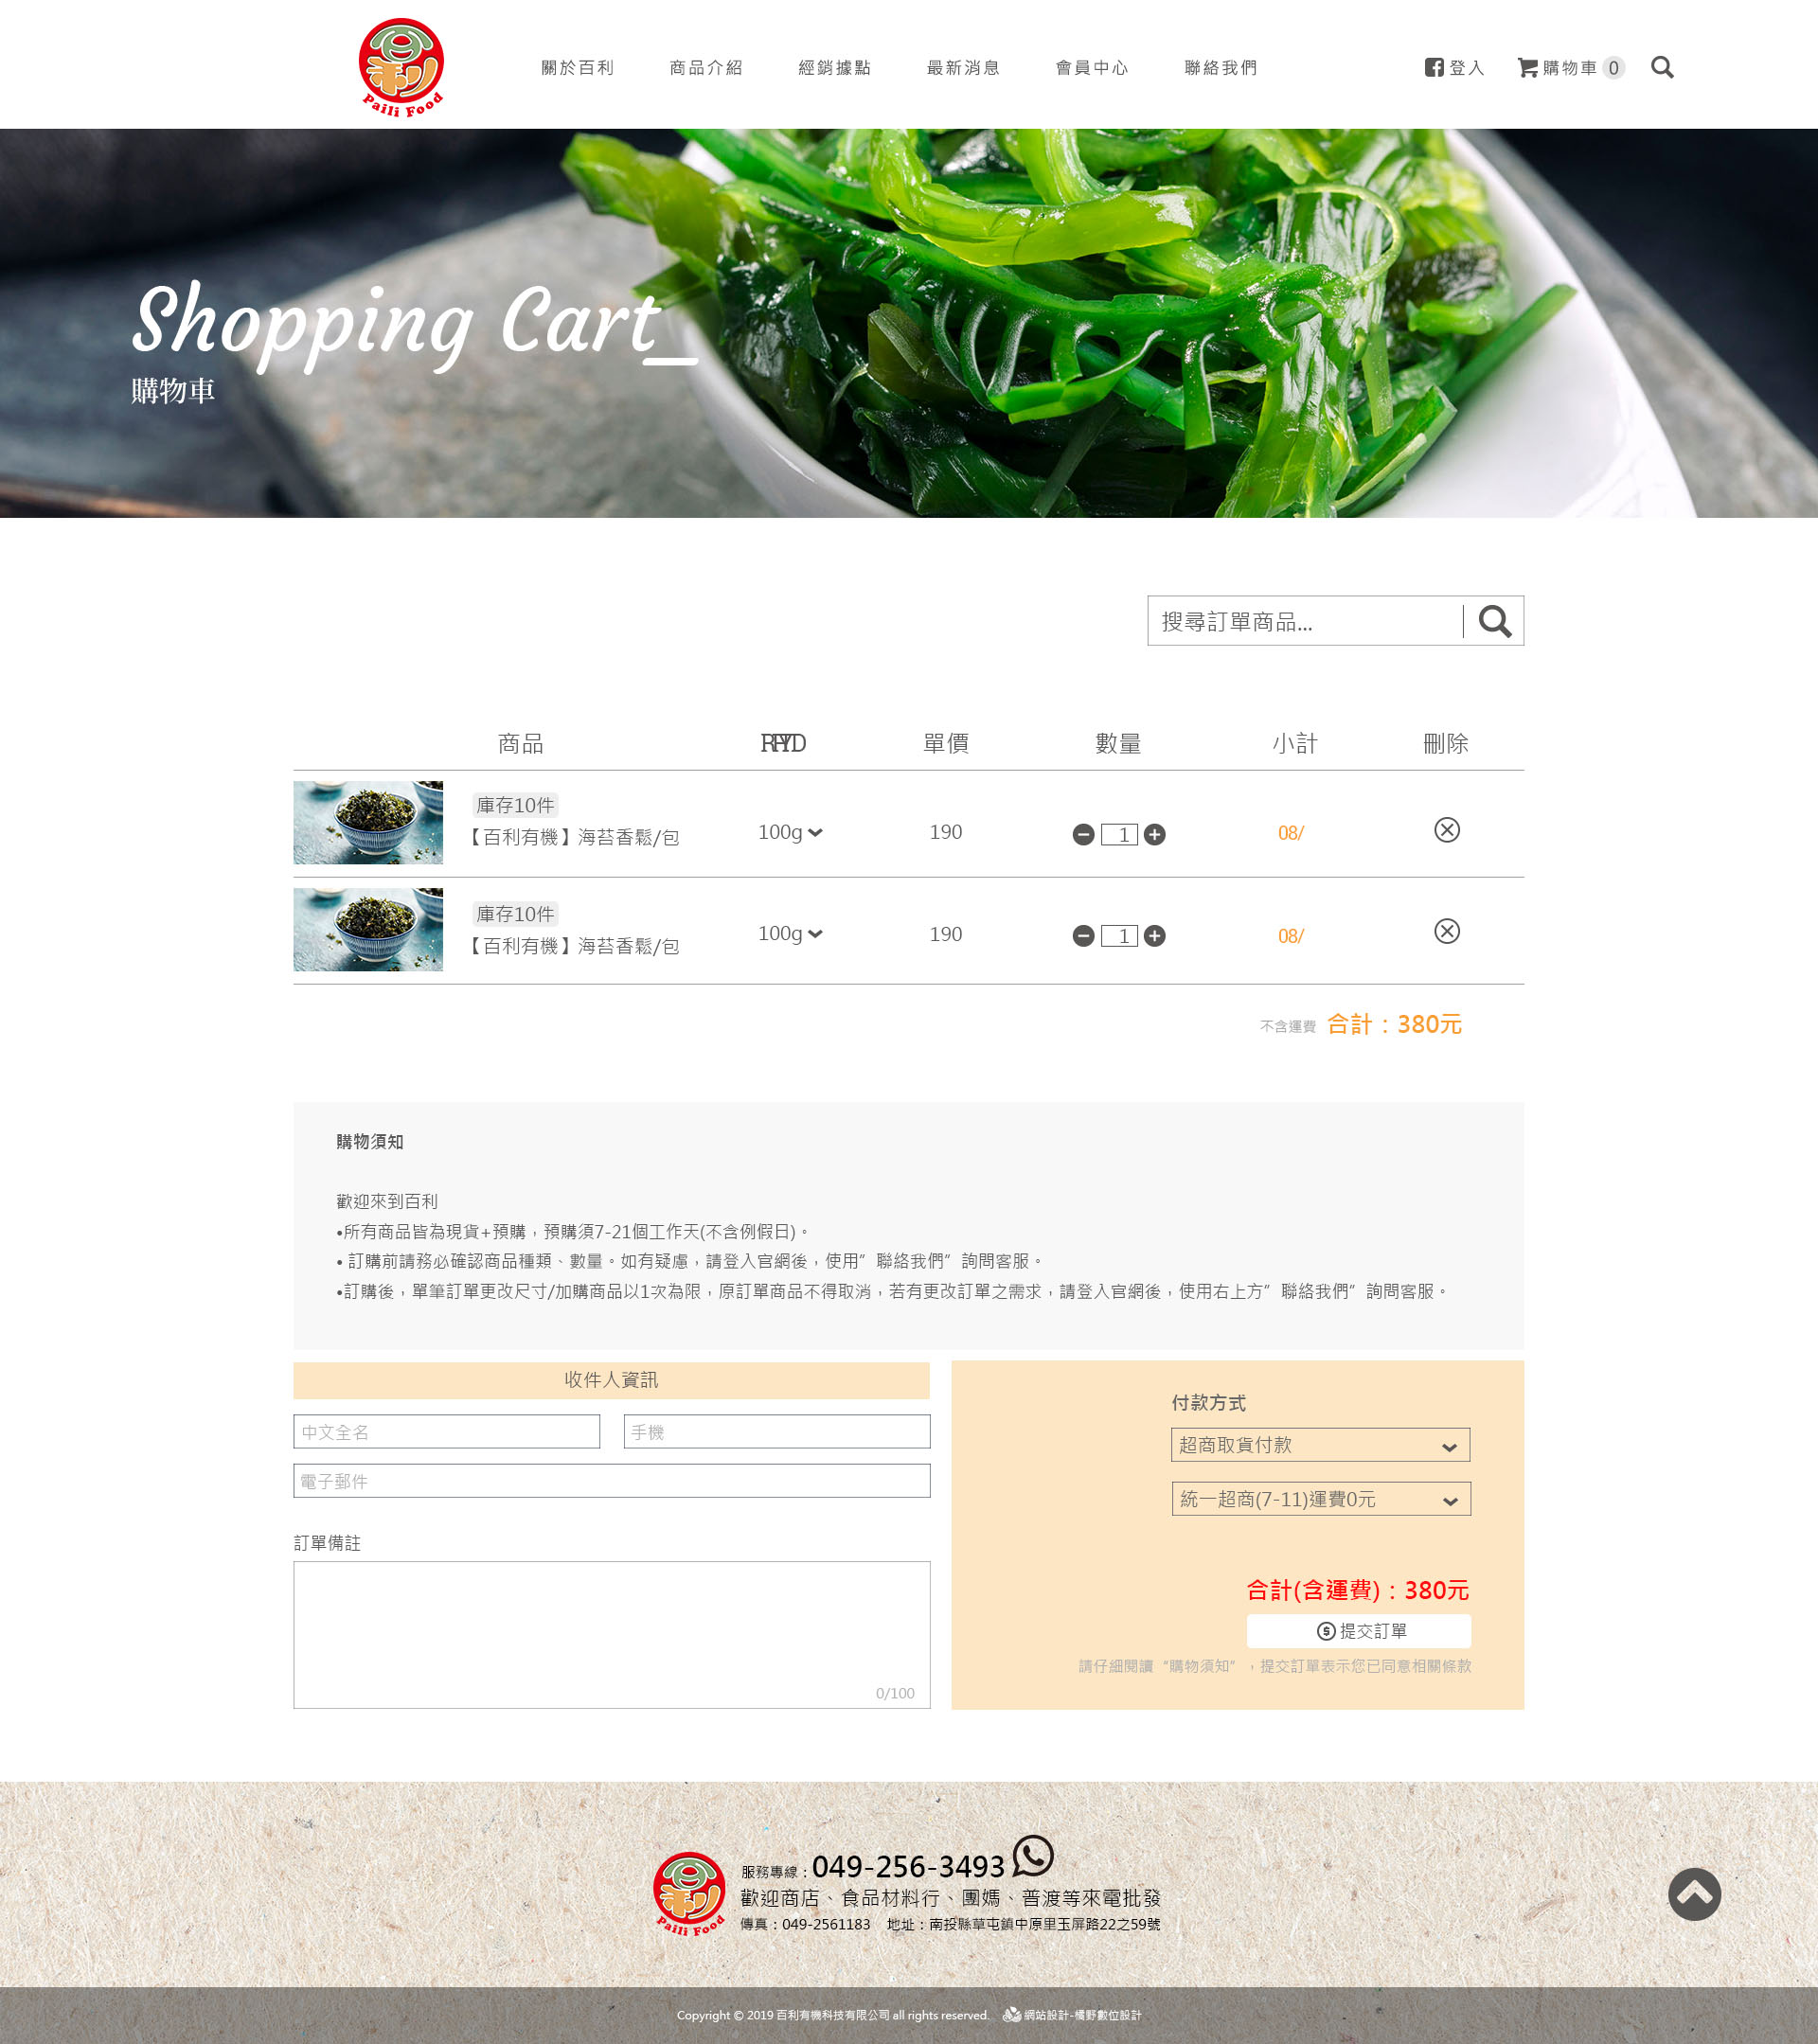 Paili Food
關於百利 商品介紹 經銷據點 最新消息 會員中心 聯絡我們 登入 購物車 0
Shopping Cart_
購物車
搜尋訂單商品...
商品 單價 數量 小計 刪除
庫存10件
【百利有機】海苔香鬆/包 100g 190 1 08/
庫存10件
【百利有機】海苔香鬆/包 100g 190 1 08/
不含運費 合計：380元
購物須知
歡迎來到百利
•所有商品皆為現貨+預購，預購須7-21個工作天(不含例假日)。
• 訂購前請務必確認商品種類、數量。如有疑慮，請登入官網後，使用”聯絡我們”詢問客服。
•訂購後，單筆訂單更改尺寸/加購商品以1次為限，原訂單商品不得取消，若有更改訂單之需求，請登入官網後，使用右上方”聯絡我們”詢問客服。
收件人資訊
中文全名 手機
電子郵件
訂單備註
0/100
付款方式
超商取貨付款
統一超商(7-11)運費0元
合計(含運費)：380元
提交訂單
請仔細閱讀“購物須知”，提交訂單表示您已同意相關條款
Paili Food
服務專線：049-256-3493
歡迎商店、食品材料行、團媽、普渡等來電批發
傳真：049-2561183 地址：南投縣草屯鎮中原里玉屏路22之59號
Copyright © 2019 百利有機科技有限公司 all rights reserved. 網站設計-橘野數位設計